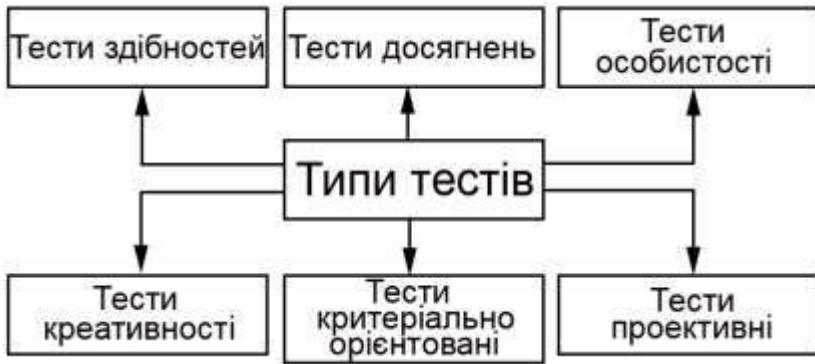 Тести здібностей
Тести досягнень
Тести
особистості
Типи тестів
Тести
креативності
Тести
критеріально
орієнтовані
Тести
проективні